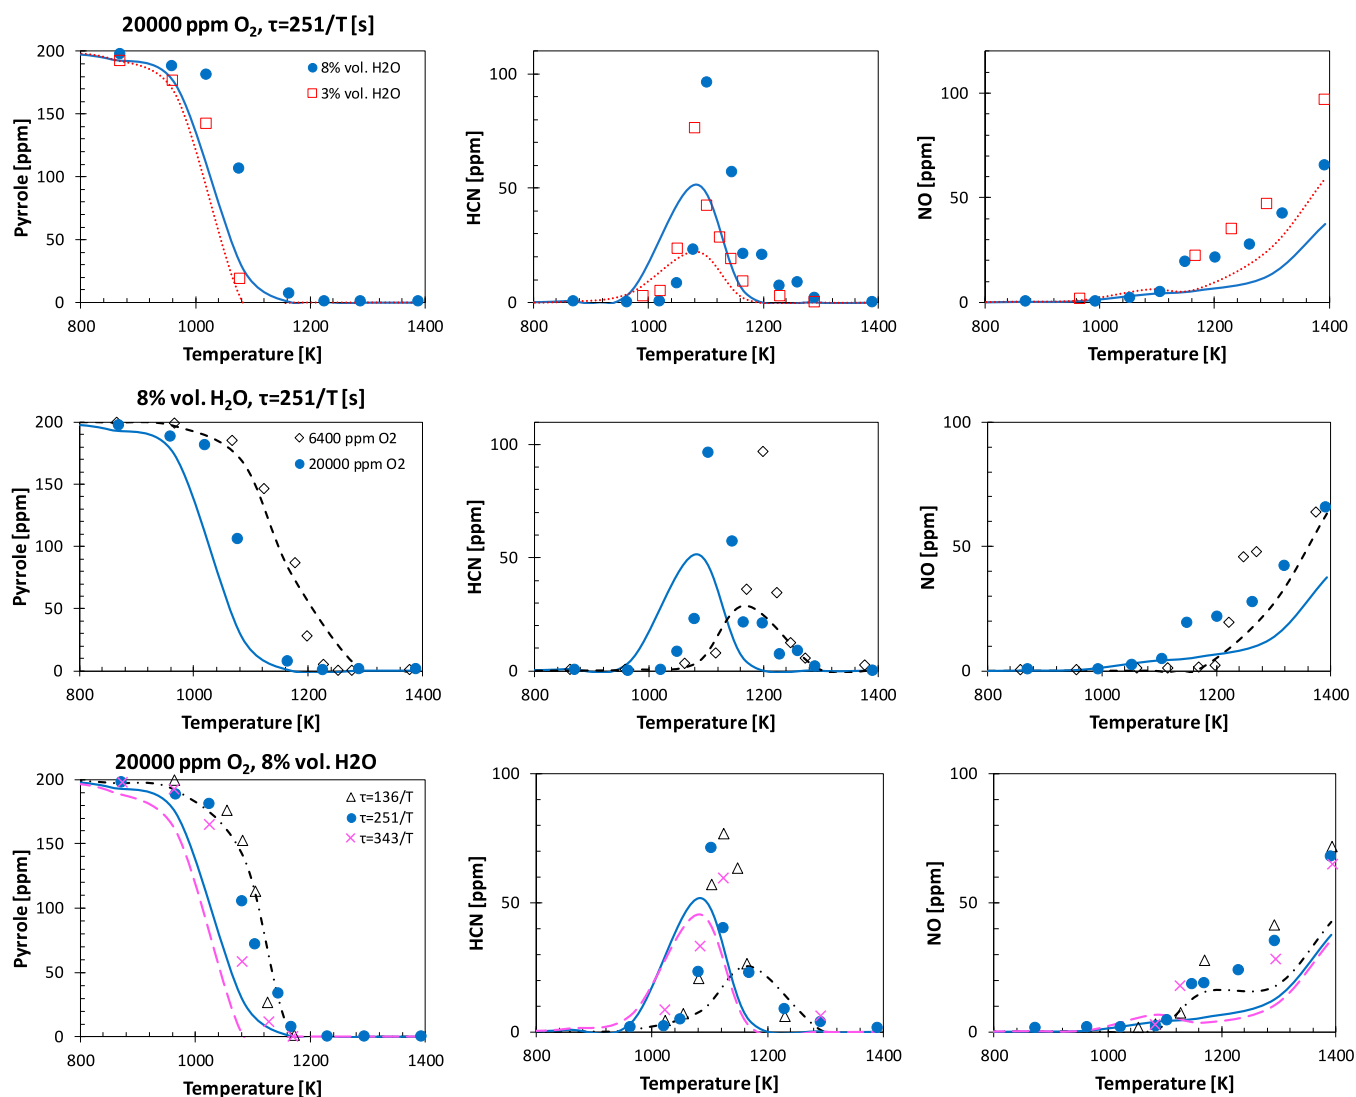 20000 ppm O₂, τ=251/T [s]
200
150
100
50
0
800
1000
1200
1400
Pyrrole [ppm]
Temperature [K]
8% vol. H2O
3% vol. H2O
100
50
0
800
1000
1200
1400
HCN [ppm]
Temperature [K]
100
50
0
800
1000
1200
1400
NO [ppm]
Temperature [K]
8% vol. H₂O, τ=251/T [s]
200
150
100
50
0
800
1000
1200
1400
Pyrrole [ppm]
Temperature [K]
6400 ppm O2
20000 ppm O2
100
50
0
800
1000
1200
1400
HCN [ppm]
Temperature [K]
100
50
0
800
1000
1200
1400
NO [ppm]
Temperature [K]
20000 ppm O₂, 8% vol. H2O
200
150
100
50
0
800
1000
1200
1400
Pyrrole [ppm]
Temperature [K]
τ=136/T
τ=251/T
τ=343/T
100
50
0
800
1000
1200
1400
HCN [ppm]
Temperature [K]
100
50
0
800
1000
1200
1400
NO [ppm]
Temperature [K]